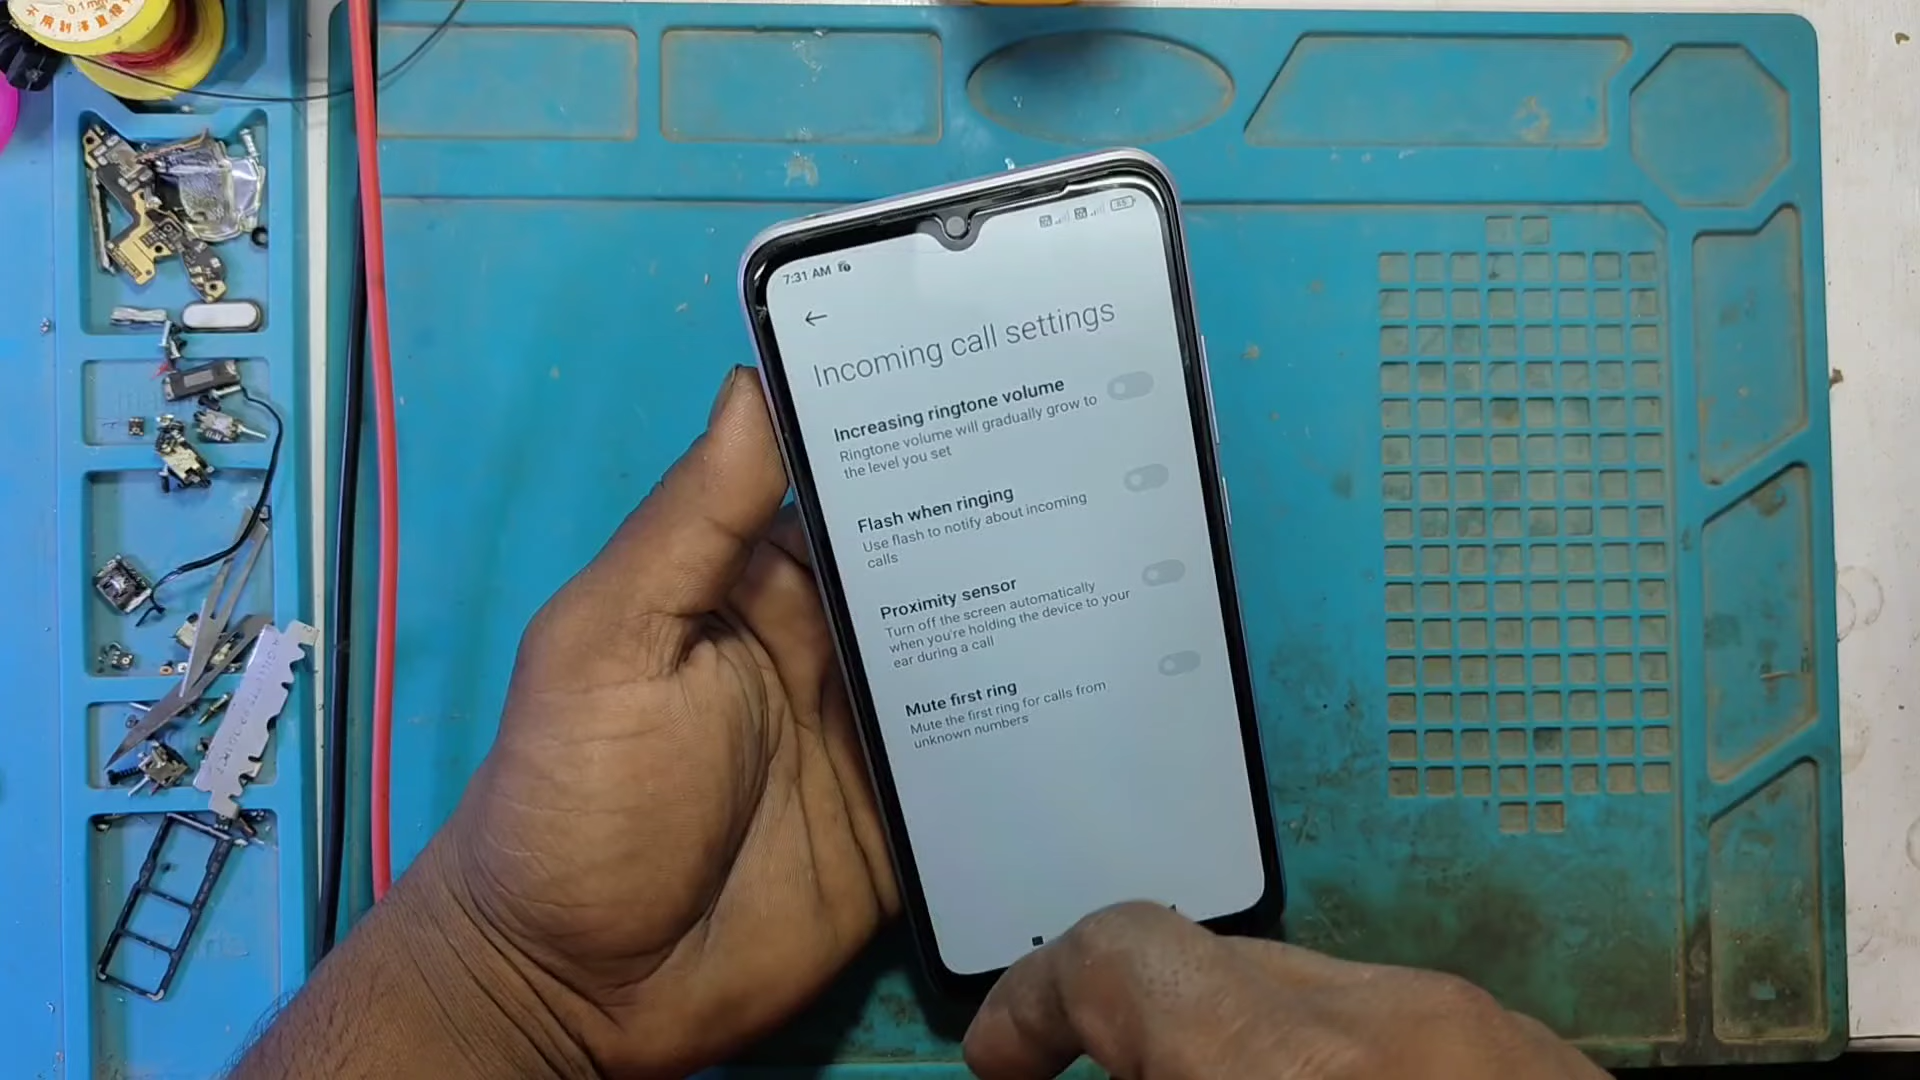 0.1mm
7:31 AM
85
Incoming call settings
Increasing ringtone volume
Ringtone volume will gradually grow to
the level you set
Flash when ringing
Use flash to notify about incoming
calls
Proximity sensor
Turn off the screen automatically
when you're holding the device to your
ear during a call
Mute first ring
Mute the first ring for calls from
unknown numbers